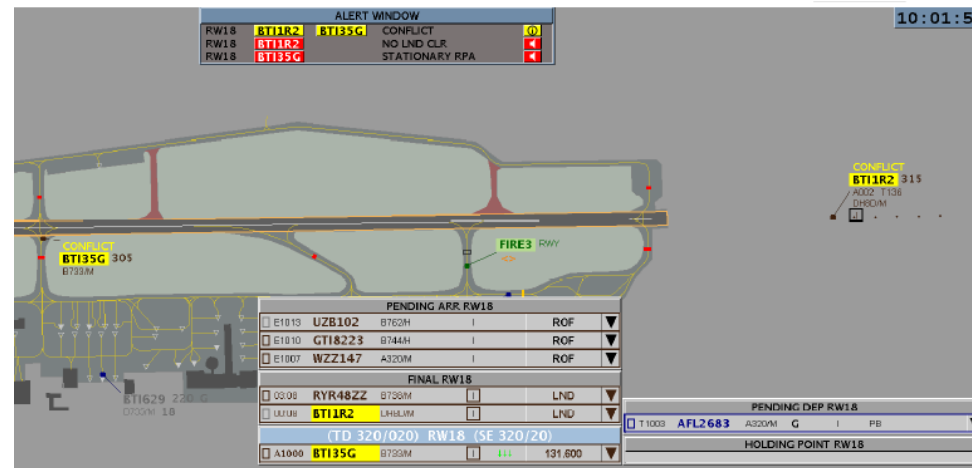 ALERT WINDOW
RW18 BTI1R2 BTI35G CONFLICT
RW18 BTI1R2 NO LND CLR
RW18 BTI35G STATIONARY RPA
10:01:5
CONFLICT
BTI1R2 315
A002 T136
DH8D/M
CONFLICT
BTI35G 305
B733/M
FIRE3 RWY
BTI629 220 G
18
PENDING ARR RW18
E1013 UZB102 B762/H I ROF
E1010 GTI8223 B744/H I ROF
E1007 WZZ147 A320/M I ROF
FINAL RW18
03:08 RYR48ZZ B738/M I LND
00:08 BTI1R2 DH8D/M I LND
(TD 320/020) RW18 (SE 320/20)
A1000 BTI35G B733/M I ↓↓↓ 131.600
PENDING DEP RW18
T1003 AFL2683 A320/M G I PB
HOLDING POINT RW18